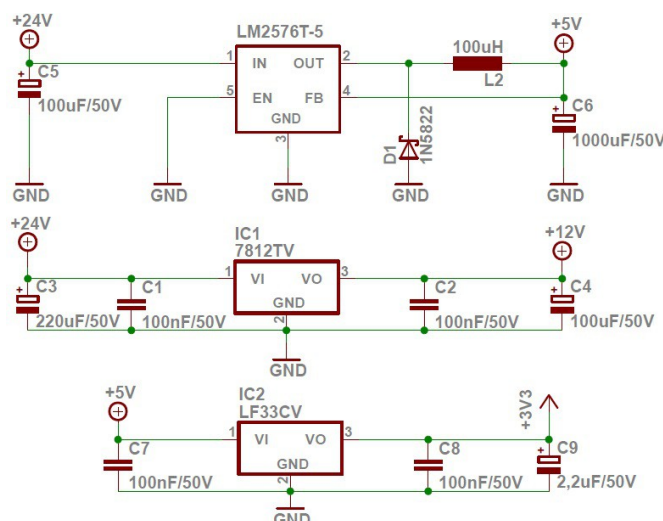 +24V
LM2576T-5
+5V
C5
100uF/50V
1
IN
OUT
2
100uH
L2
5
EN
FB
4
GND
3
D1
1N5822
C6
1000uF/50V
GND
GND
GND
GND
GND
+24V
IC1
7812TV
+12V
C3
220uF/50V
C1
100nF/50V
1
VI
VO
3
GND
2
C2
100nF/50V
C4
100uF/50V
GND
+5V
IC2
LF33CV
+3V3
C7
100nF/50V
1
VI
VO
3
GND
2
C8
100nF/50V
C9
2,2uF/50V
GND